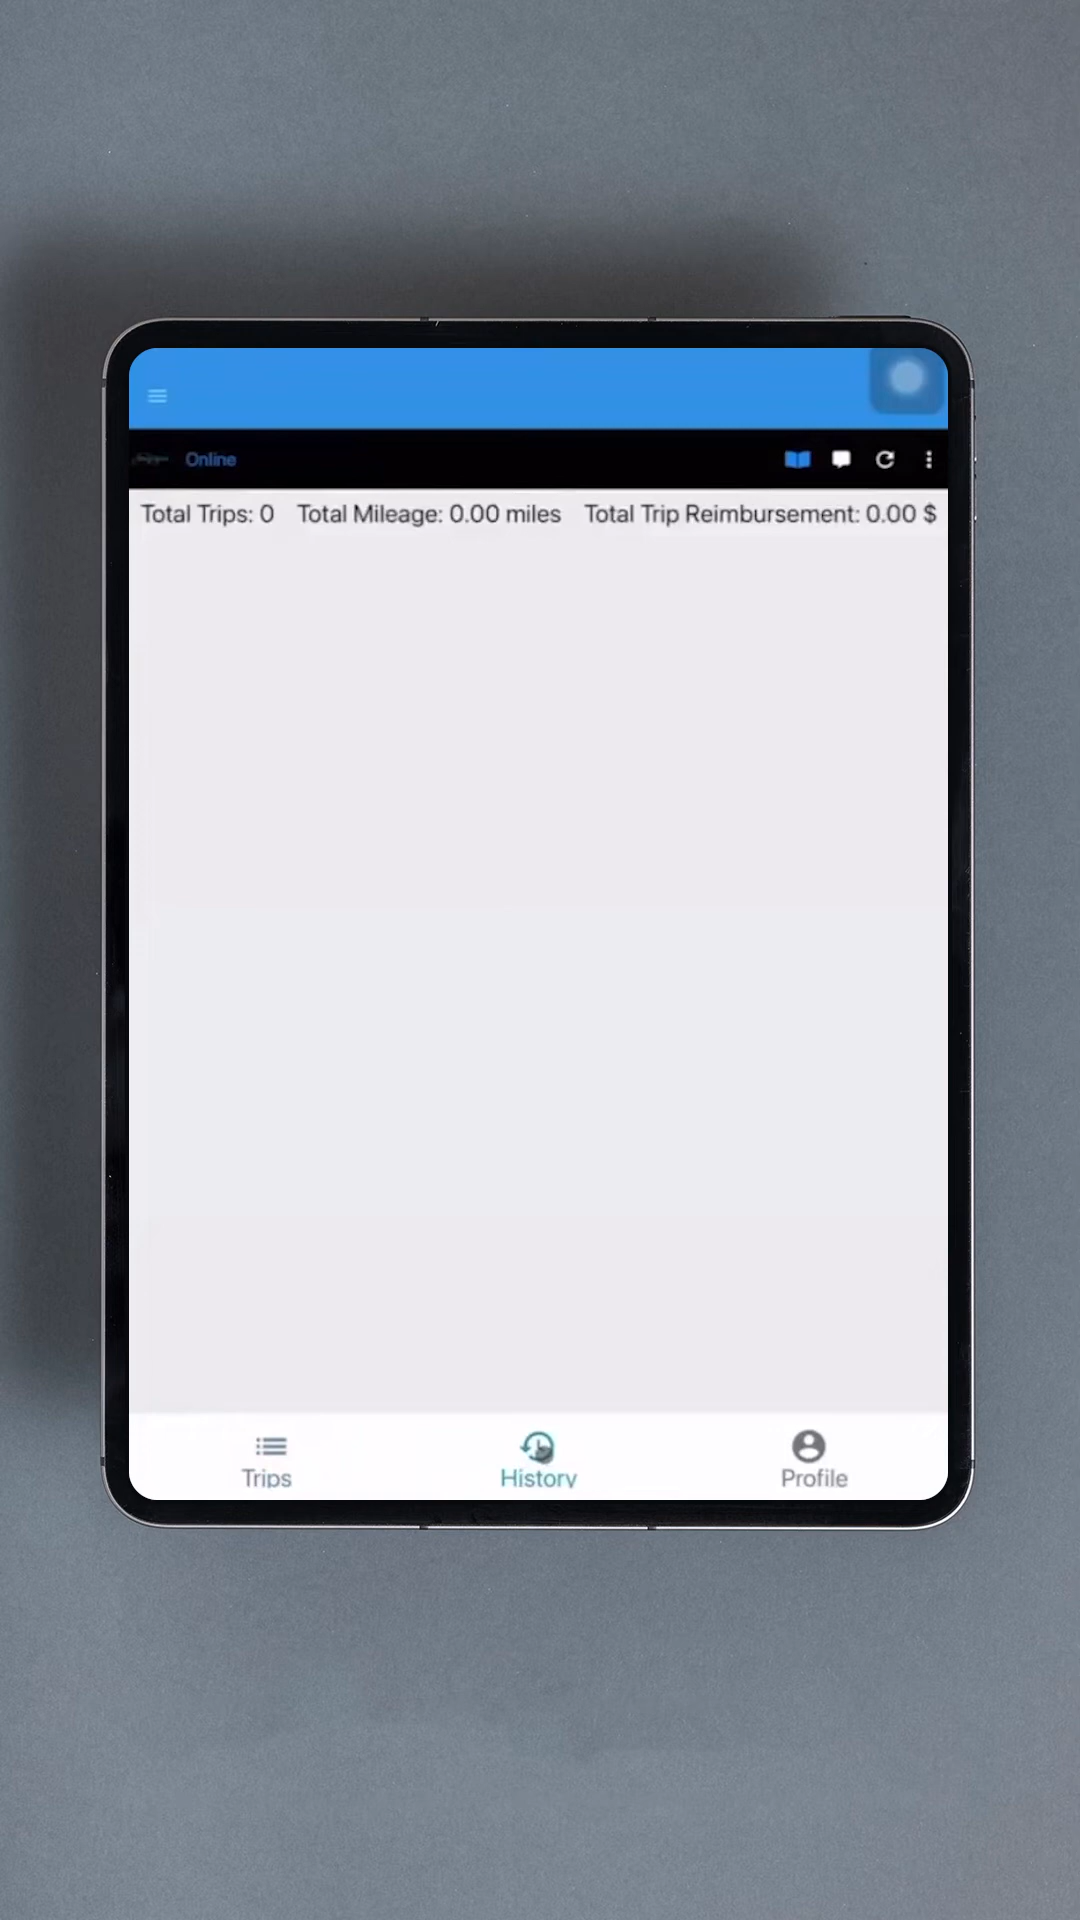 Online
Total Trips: 0 Total Mileage: 0.00 miles Total Trip Reimbursement: 0.00 $
Trips History Profile